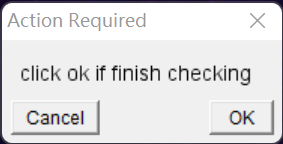 Action Required
click ok if finish checking
Cancel OK